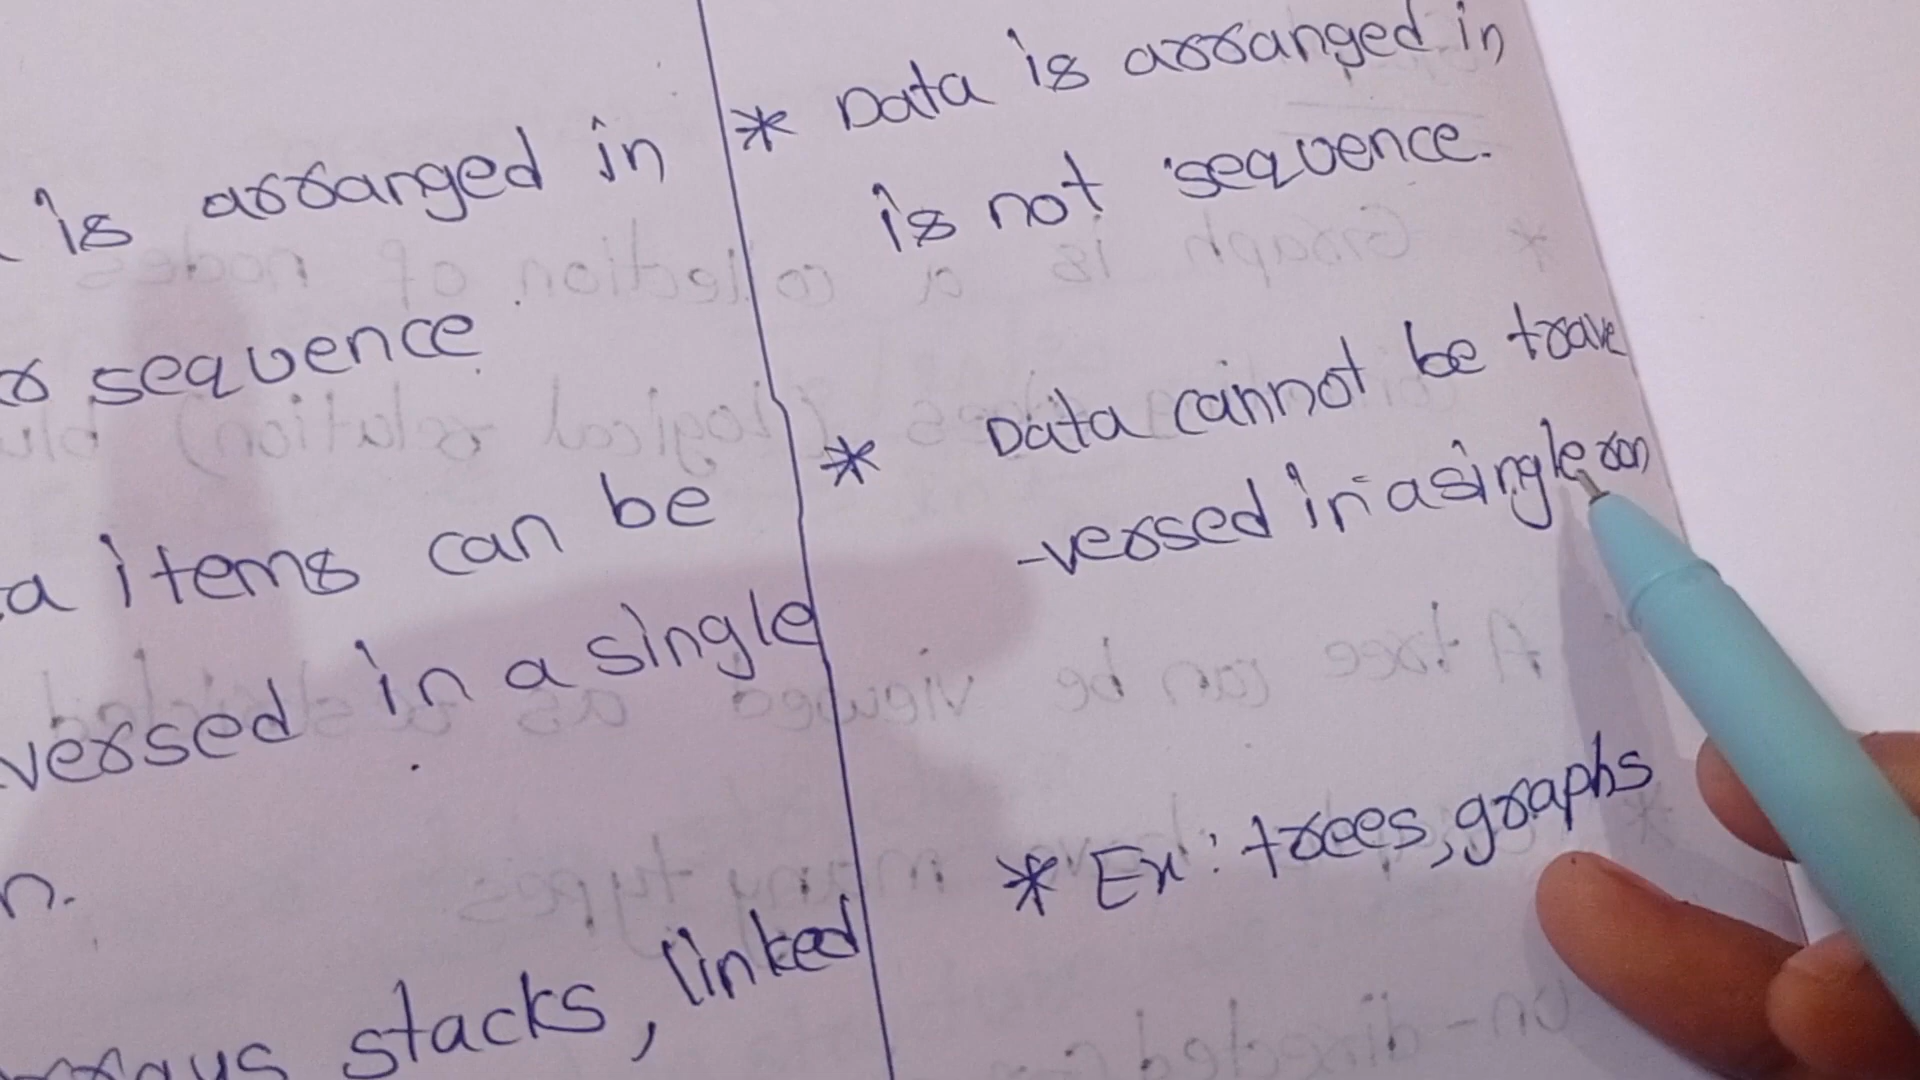 is arranged in
sequence
a items can be
versed in a single
n.
stacks, linked
* Data is arranged in
is not sequence.
* Data cannot be trave
-versed in a single
* Ex: trees, graphs